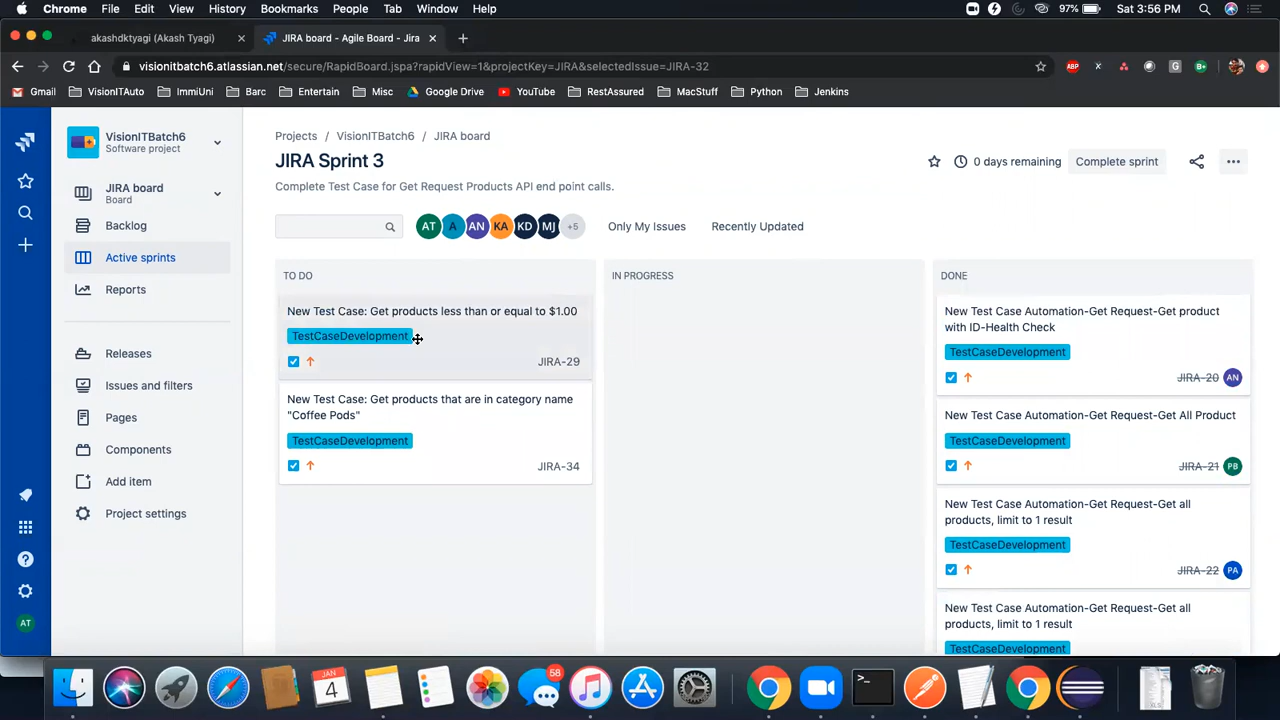 Chrome File Edit View History Bookmarks People Tab Window Help 97% Sat 3:56 PM
akashdktyagi (Akash Tyagi) JIRA board - Agile Board - Jira
visionitbatch6.atlassian.net/secure/RapidBoard.jspa?rapidView=1&projectKey=JIRA&selectedIssue=JIRA-32
ABP G B+
Gmail VisionITAuto ImmiUni Barc Entertain Misc Google Drive YouTube RestAssured MacStuff Python Jenkins
VisionITBatch6
Software project
JIRA board
Board
Backlog
Active sprints
Reports
Releases
Issues and filters
Pages
Components
Add item
Project settings
AT
Projects / VisionITBatch6 / JIRA board
JIRA Sprint 3
0 days remaining Complete sprint
Complete Test Case for Get Request Products API end point calls.
AT A AN KA KD MJ +5 Only My Issues Recently Updated
TO DO
New Test Case: Get products less than or equal to $1.00
TestCaseDevelopment
JIRA-29
New Test Case: Get products that are in category name
"Coffee Pods"
TestCaseDevelopment
JIRA-34
IN PROGRESS
DONE
New Test Case Automation-Get Request-Get product
with ID-Health Check
TestCaseDevelopment
JIRA-20 AN
New Test Case Automation-Get Request-Get All Product
TestCaseDevelopment
JIRA-21 PB
New Test Case Automation-Get Request-Get all
products, limit to 1 result
TestCaseDevelopment
JIRA-22 PA
New Test Case Automation-Get Request-Get all
products, limit to 1 result
TestCaseDevelopment
JAN
4
58
>_